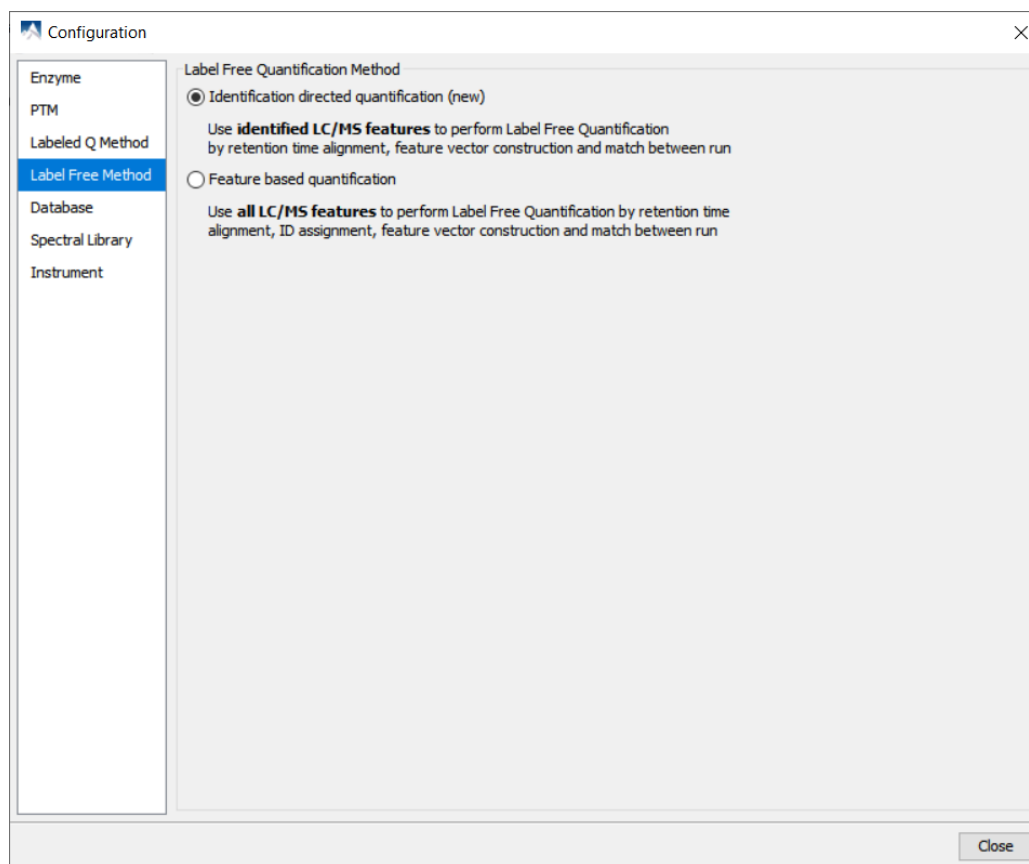 Configuration
Enzyme
PTM
Labeled Q Method
Label Free Method
Database
Spectral Library
Instrument
Label Free Quantification Method
Identification directed quantification (new)
Use identified LC/MS features to perform Label Free Quantification
by retention time alignment, feature vector construction and match between run
Feature based quantification
Use all LC/MS features to perform Label Free Quantification by retention time
alignment, ID assignment, feature vector construction and match between run
Close